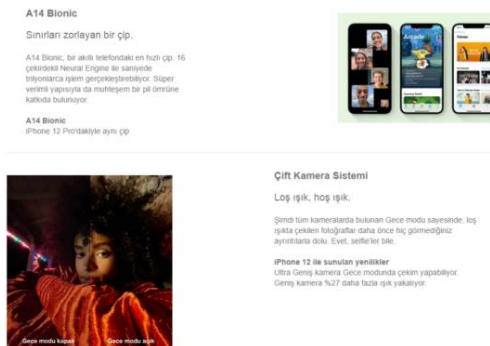 A14 Bionic
Sınırları zorlayan bir çip.
A14 Bionic, bir akıllı telefondaki en hızlı çip. 16
çekirdekli Neural Engine ile saniyede
trilyonlarca işlem gerçekleştirebiliyor. Süper
verimli yapısıyla da muhteşem bir pil ömrüne
katkıda bulunuyor.
A14 Bionic
iPhone 12 Pro'dakiyle aynı çip
Arcade
Çift Kamera Sistemi
Loş ışık, hoş ışık.
Şimdi tüm kameralarda bulunan Gece modu sayesinde, loş
ışıkta çekilen fotoğraflar daha önce hiç görmediğiniz
ayrıntılarla dolu. Evet, selfie'ler bile.
iPhone 12 ile sunulan yenilikler
Ultra Geniş kamera Gece modunda çekim yapabiliyor.
Geniş kamera %27 daha fazla ışık yakalıyor.
Gece modu kapalı
Gece modu açık